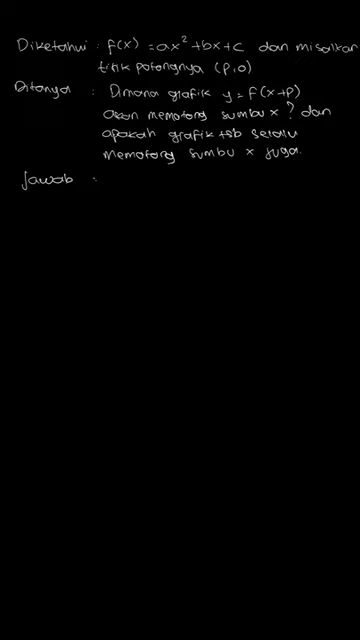 Diketahui : f(x) = ax² + bx + c dan misalkan
titik potongnya (p,0)
Ditanya : Dimana grafik y = f(x+p)
akan memotong sumbu x ? dan
apakah grafik tsb selalu
memotong sumbu x juga.
Jawab :